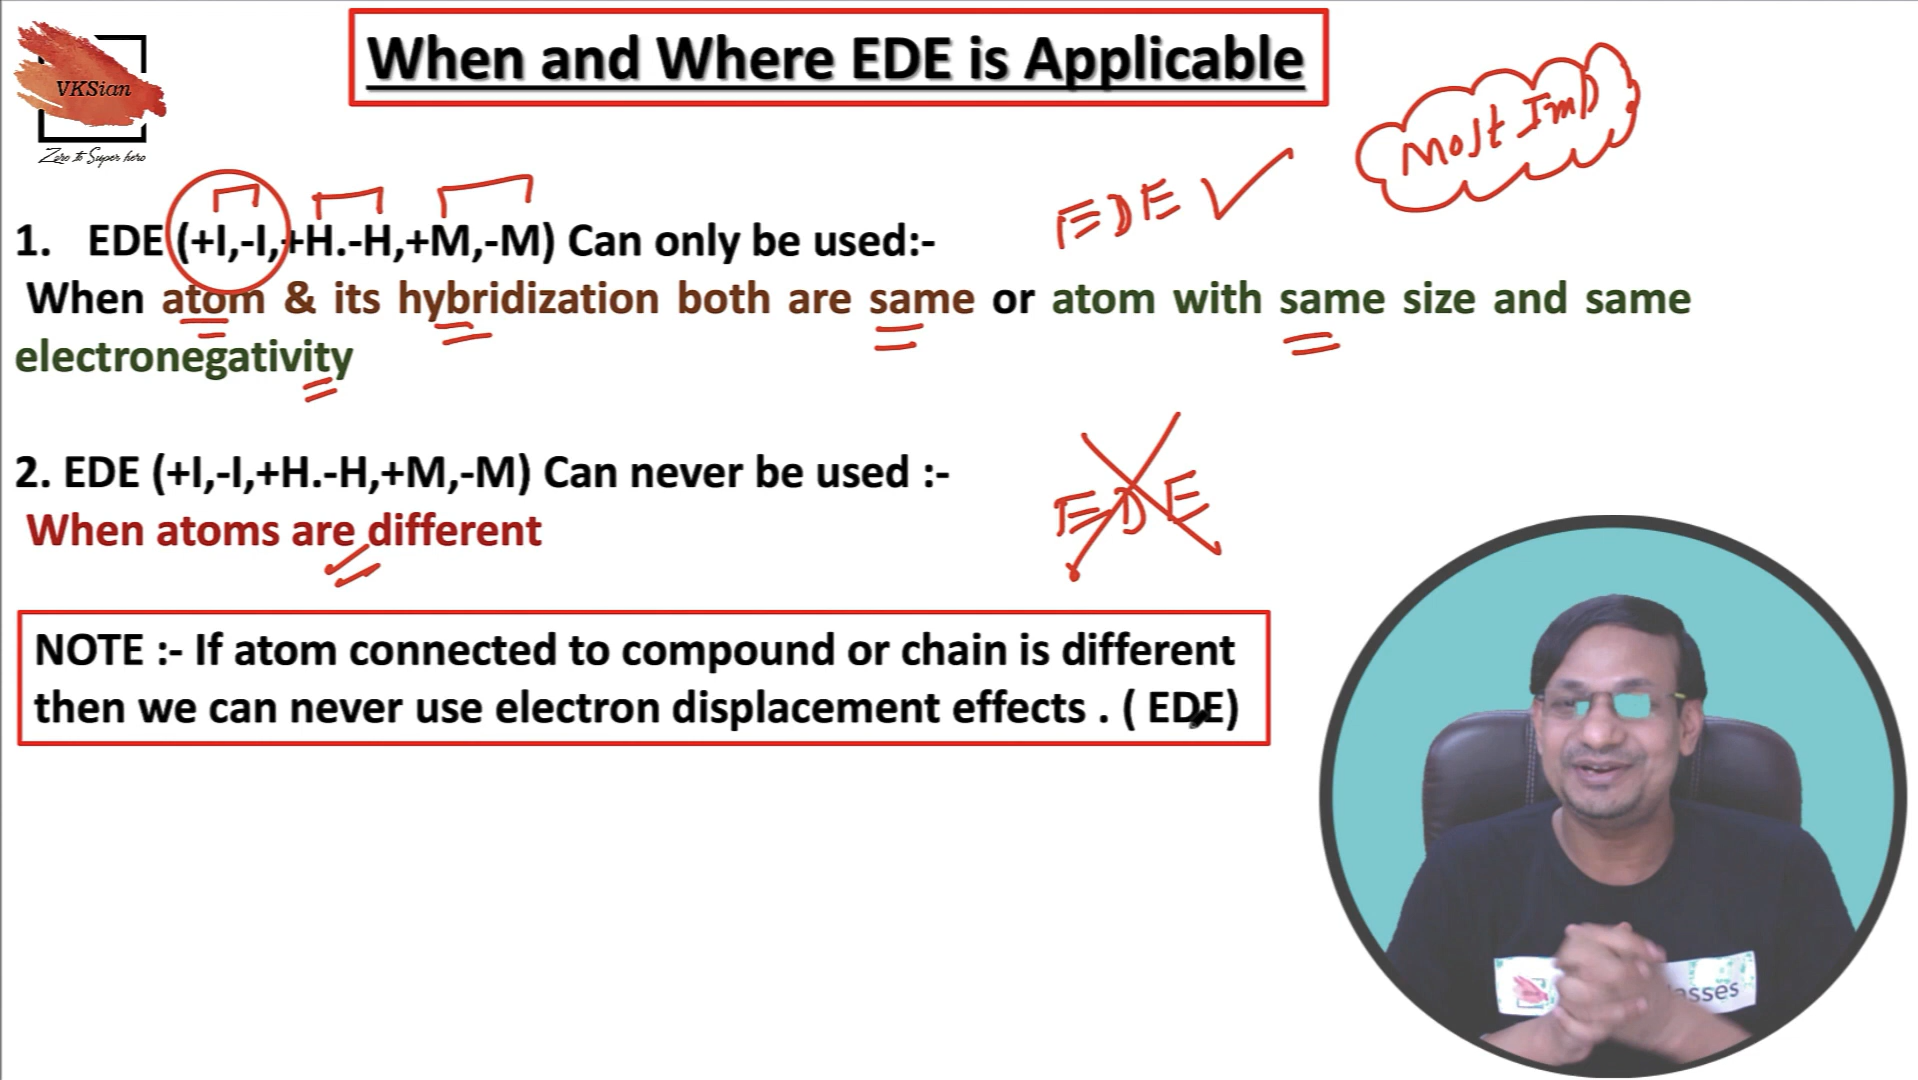 When and Where EDE is Applicable
VKSian
Zero to Super hero
Most Imp
EDE
1. EDE (+I,-I,+H.-H,+M,-M) Can only be used:-
When atom & its hybridization both are same or atom with same size and same
electronegativity
2. EDE (+I,-I,+H.-H,+M,-M) Can never be used :-
EDE
When atoms are different
NOTE :- If atom connected to compound or chain is different
then we can never use electron displacement effects . ( EDE)